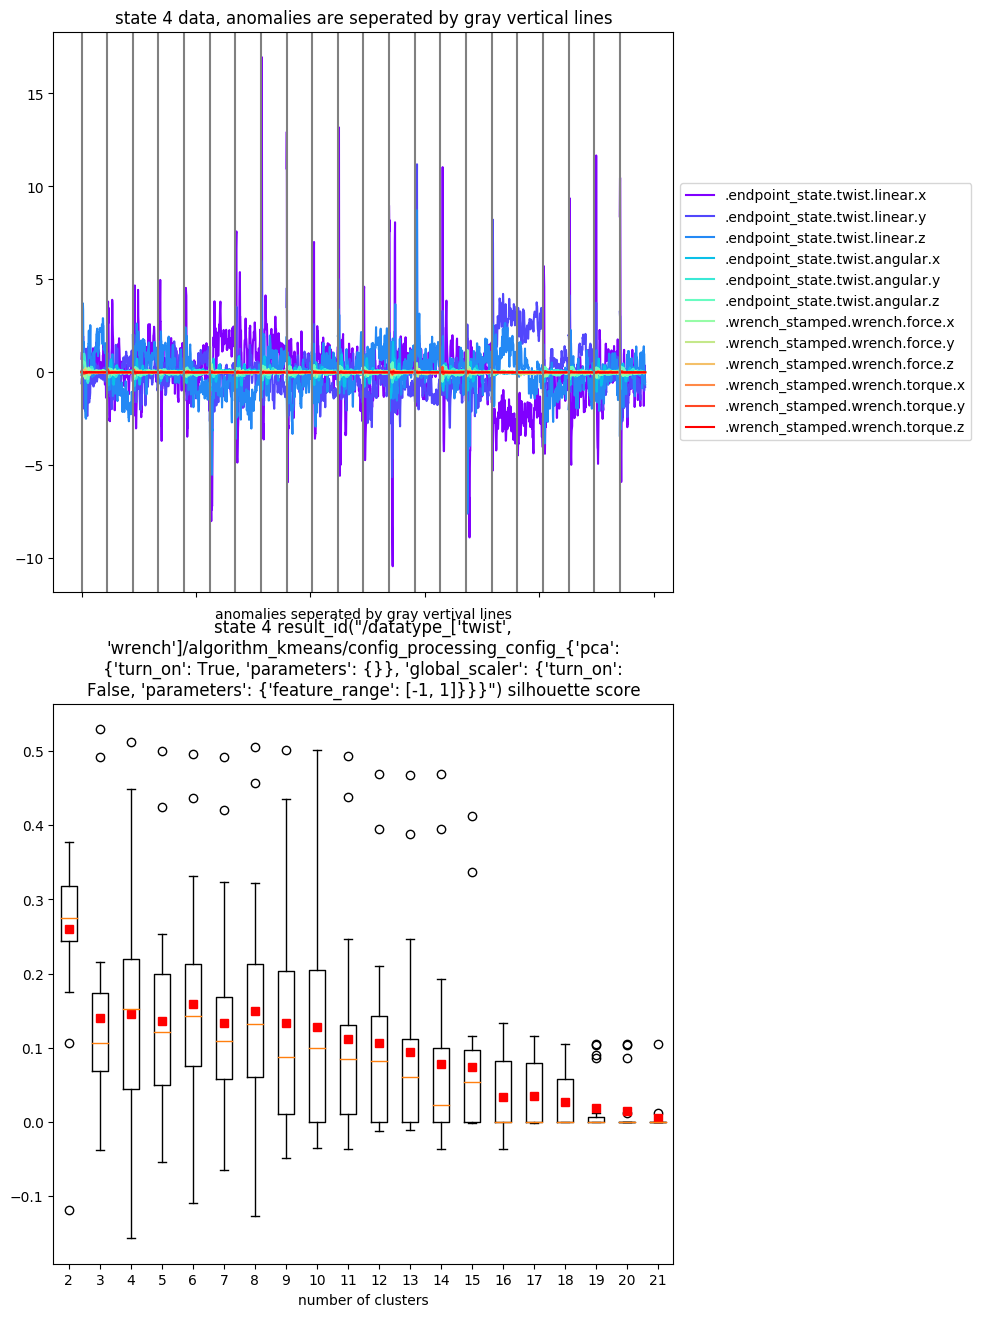 state 4 data, anomalies are seperated by gray vertical lines
15
10
5
0
−5
−10
.endpoint_state.twist.linear.x
.endpoint_state.twist.linear.y
.endpoint_state.twist.linear.z
.endpoint_state.twist.angular.x
.endpoint_state.twist.angular.y
.endpoint_state.twist.angular.z
.wrench_stamped.wrench.force.x
.wrench_stamped.wrench.force.y
.wrench_stamped.wrench.force.z
.wrench_stamped.wrench.torque.x
.wrench_stamped.wrench.torque.y
.wrench_stamped.wrench.torque.z
anomalies seperated by gray vertival lines
state 4 result_id("/datatype_['twist',
'wrench']/algorithm_kmeans/config_processing_config_{'pca':
{'turn_on': True, 'parameters': {}}, 'global_scaler': {'turn_on':
False, 'parameters': {'feature_range': [-1, 1]}}}") silhouette score
0.5
0.4
0.3
0.2
0.1
0.0
−0.1
2 3 4 5 6 7 8 9 10 11 12 13 14 15 16 17 18 19 20 21
number of clusters